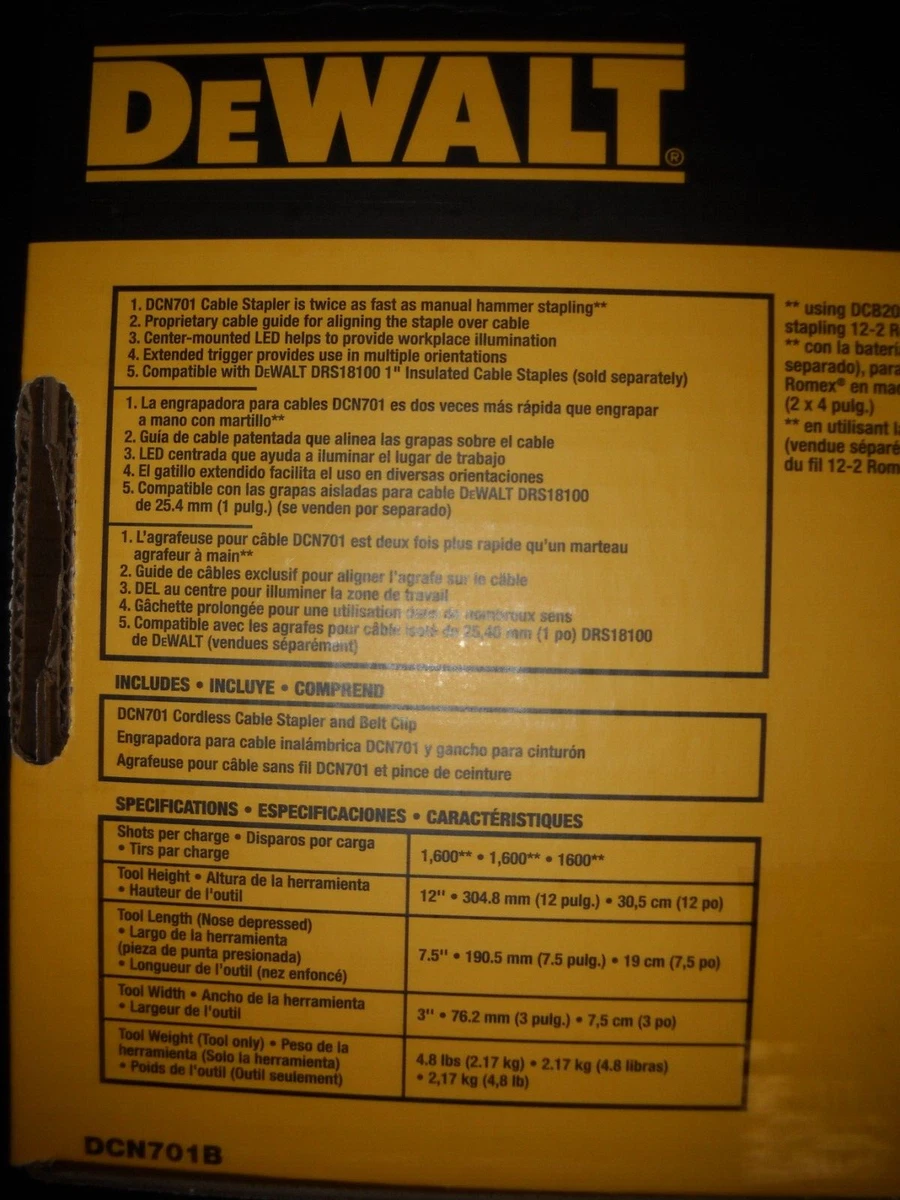 DEWALT®
1. DCN701 Cable Stapler is twice as fast as manual hammer stapling**
2. Proprietary cable guide for aligning the staple over cable
3. Center-mounted LED helps to provide workplace illumination
4. Extended trigger provides use in multiple orientations
5. Compatible with DEWALT DRS18100 1" Insulated Cable Staples (sold separately)
1. La engrapadora para cables DCN701 es dos veces más rápida que engrapar
a mano con martillo**
2. Guía de cable patentada que alinea las grapas sobre el cable
3. LED centrada que ayuda a iluminar el lugar de trabajo
4. El gatillo extendido facilita el uso en diversas orientaciones
5. Compatible con las grapas aisladas para cable DEWALT DRS18100
de 25.4 mm (1 pulg.) (se venden por separado)
1. L'agrafeuse pour câble DCN701 est deux fois plus rapide qu'un marteau
agrafeur à main**
2. Guide de câbles exclusif pour aligner l'agrafe sur le câble
3. DEL au centre pour illuminer la zone de travail
4. Gâchette prolongée pour une utilisation dans de nombreux sens
5. Compatible avec les agrafes pour câble isolé de 25,40 mm (1 po) DRS18100
de DEWALT (vendues séparément)
** using DCB20
stapling 12-2 R
** con la baterí
separado), para
Romex® en mad
(2 x 4 pulg.)
** en utilisant l
(vendue séparé
du fil 12-2 Rom
INCLUDES • INCLUYE • COMPREND
DCN701 Cordless Cable Stapler and Belt Clip
Engrapadora para cable inalámbrica DCN701 y gancho para cinturón
Agrafeuse pour câble sans fil DCN701 et pince de ceinture
SPECIFICATIONS • ESPECIFICACIONES • CARACTÉRISTIQUES
Shots per charge • Disparos por carga
• Tirs par charge
1,600** • 1,600** • 1600**
Tool Height • Altura de la herramienta
• Hauteur de l'outil
12" • 304.8 mm (12 pulg.) • 30,5 cm (12 po)
Tool Length (Nose depressed)
• Largo de la herramienta
(pieza de punta presionada)
• Longueur de l'outil (nez enfoncé)
7.5" • 190.5 mm (7.5 pulg.) • 19 cm (7,5 po)
Tool Width • Ancho de la herramienta
• Largeur de l'outil
3" • 76.2 mm (3 pulg.) • 7,5 cm (3 po)
Tool Weight (Tool only) • Peso de la
herramienta (Solo la herramienta)
• Poids de l'outil (Outil seulement)
4.8 lbs (2.17 kg) • 2.17 kg (4.8 libras)
• 2,17 kg (4,8 lb)
DCN701B